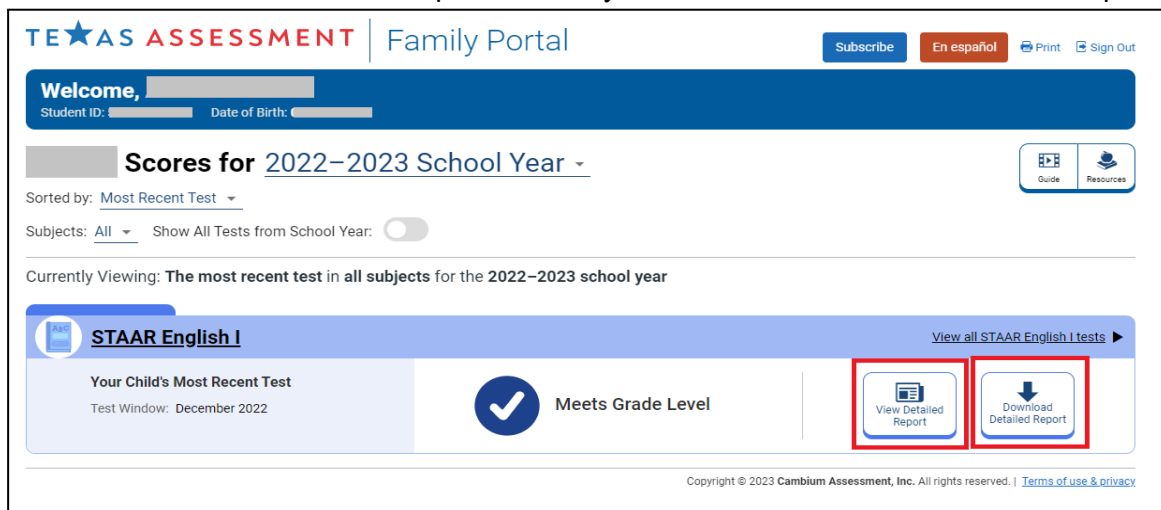 TEXAS ASSESSMENT Family Portal
Subscribe En español Print Sign Out
Welcome,
Student ID: Date of Birth:
Scores for 2022–2023 School Year
Guide Resources
Sorted by: Most Recent Test
Subjects: All Show All Tests from School Year:
Currently Viewing: The most recent test in all subjects for the 2022–2023 school year
STAAR English I View all STAAR English I tests
Your Child's Most Recent Test
Test Window: December 2022
Meets Grade Level
View Detailed
Report
Download
Detailed Report
Copyright © 2023 Cambium Assessment, Inc. All rights reserved. | Terms of use & privacy